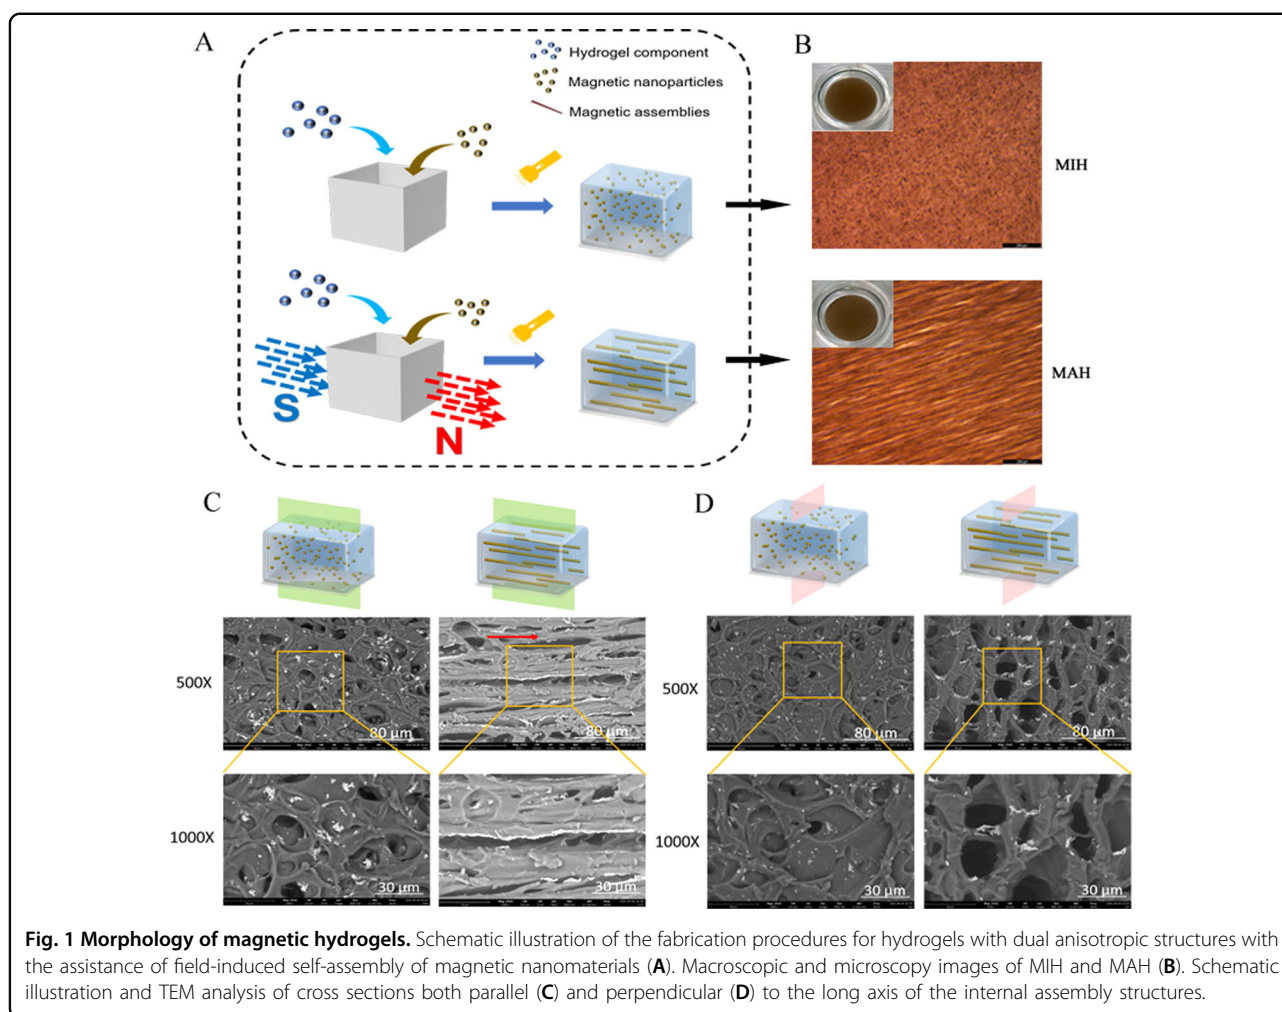 A
Hydrogel component
Magnetic nanoparticles
Magnetic assemblies
S
N
B
MIH
MAH
C
D
500X
80 μm
80 μm
1000X
30 μm
30 μm
500X
80 μm
80 μm
1000X
30 μm
30 μm
Fig. 1 Morphology of magnetic hydrogels. Schematic illustration of the fabrication procedures for hydrogels with dual anisotropic structures with
the assistance of field-induced self-assembly of magnetic nanomaterials (A). Macroscopic and microscopy images of MIH and MAH (B). Schematic
illustration and TEM analysis of cross sections both parallel (C) and perpendicular (D) to the long axis of the internal assembly structures.